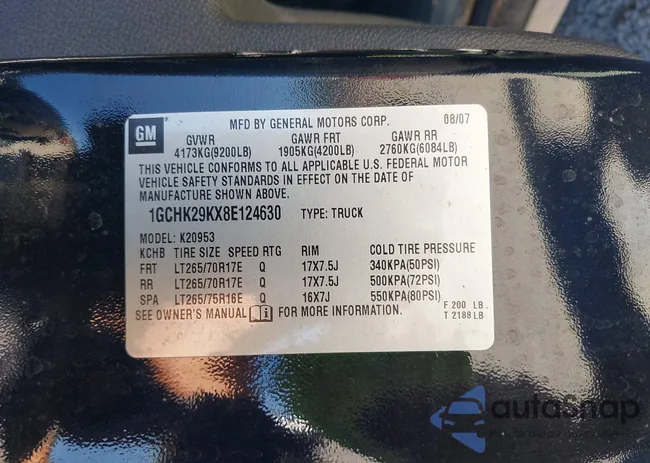 GM
MFD BY GENERAL MOTORS CORP. 08/07
GVWR GAWR FRT GAWR RR
4173KG(9200LB) 1905KG(4200LB) 2760KG(6084LB)
THIS VEHICLE CONFORMS TO ALL APPLICABLE U.S. FEDERAL MOTOR
VEHICLE SAFETY STANDARDS IN EFFECT ON THE DATE OF
MANUFACTURE SHOWN ABOVE.
1GCHK29KX8E124630 TYPE: TRUCK
MODEL: K20953
KCHB TIRE SIZE SPEED RTG RIM COLD TIRE PRESSURE
FRT LT265/70R17E Q 17X7.5J 340KPA(50PSI)
RR LT265/70R17E Q 17X7.5J 500KPA(72PSI)
SPA LT265/75R16E Q 16X7J 550KPA(80PSI)
SEE OWNER'S MANUAL i FOR MORE INFORMATION.
F 200 LB.
T 2188 LB
autosnap